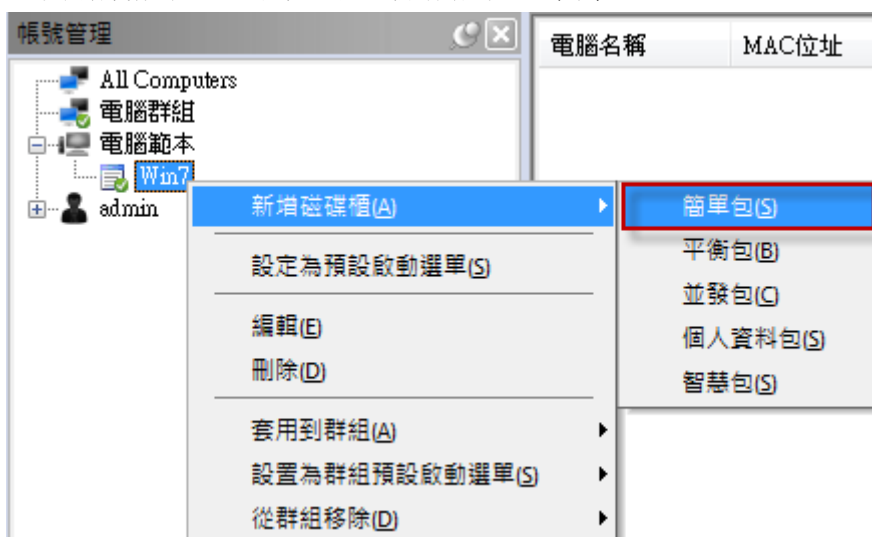 帳號管理
電腦名稱 MAC位址
All Computers
電腦群組
電腦範本
Win7
admin
新增磁碟櫃(A)
設定為預設啟動選單(S)
編輯(E)
刪除(D)
套用到群組(A)
設置為群組預設啟動選單(S)
從群組移除(D)
簡單包(S)
平衡包(B)
並發包(C)
個人資料包(S)
智慧包(S)